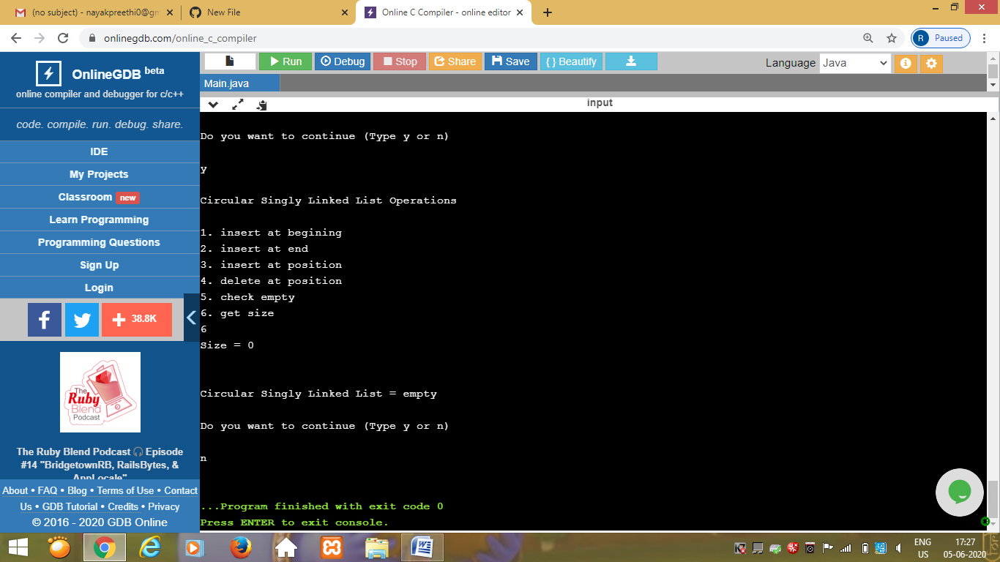 (no subject) - nayakpreethi0@gm
New File
Online C Compiler - online editor
onlinegdb.com/online_c_compiler
R Paused
OnlineGDB beta
online compiler and debugger for c/c++
code. compile. run. debug. share.
IDE
My Projects
Classroom new
Learn Programming
Programming Questions
Sign Up
Login
38.8K
The
Ruby
Blend
Podcast
The Ruby Blend Podcast 🎧 Episode
#14 "BridgetownRB, RailsBytes, &
AppLocale"
About • FAQ • Blog • Terms of Use • Contact
Us • GDB Tutorial • Credits • Privacy
© 2016 - 2020 GDB Online
Run Debug Stop Share Save { } Beautify
Language Java
Main.java
input
Do you want to continue (Type y or n)
y
Circular Singly Linked List Operations
1. insert at begining
2. insert at end
3. insert at position
4. delete at position
5. check empty
6. get size
6
Size = 0
Circular Singly Linked List = empty
Do you want to continue (Type y or n)
n
...Program finished with exit code 0
Press ENTER to exit console.
ENG
US
17:27
05-06-2020